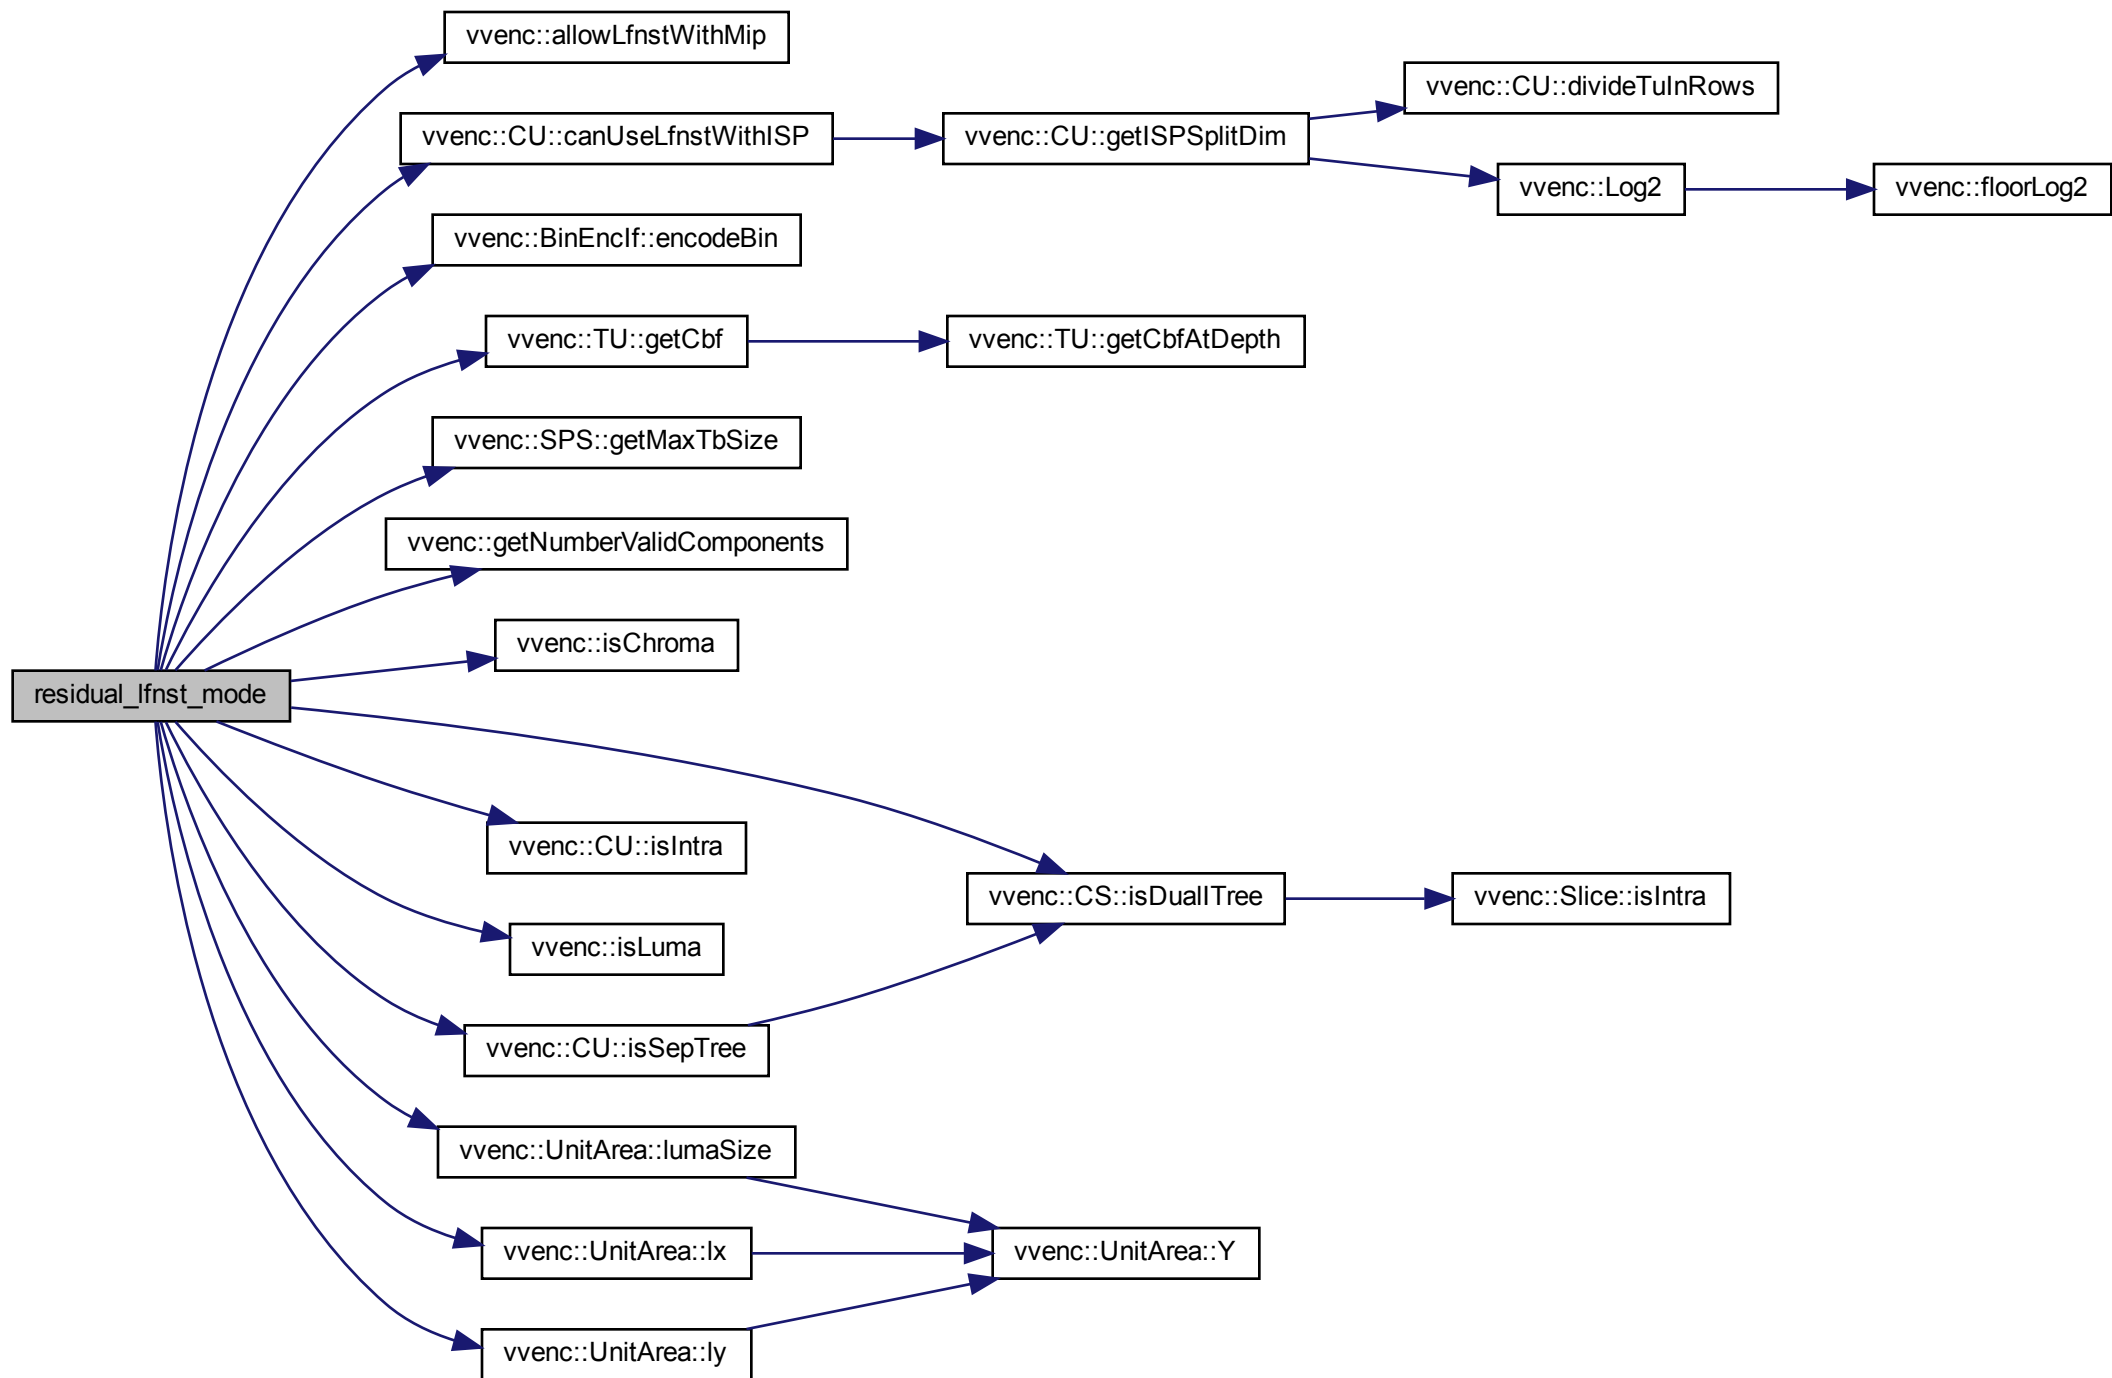 vvenc::allowLfnstWithMip
vvenc::CU::divideTuInRows
vvenc::CU::canUseLfnstWithISP
vvenc::CU::getISPSplitDim
vvenc::Log2
vvenc::floorLog2
vvenc::BinEncIf::encodeBin
vvenc::TU::getCbf
vvenc::TU::getCbfAtDepth
vvenc::SPS::getMaxTbSize
vvenc::getNumberValidComponents
vvenc::isChroma
residual_lfnst_mode
vvenc::CU::isIntra
vvenc::CS::isDualITree
vvenc::Slice::isIntra
vvenc::isLuma
vvenc::CU::isSepTree
vvenc::UnitArea::lumaSize
vvenc::UnitArea::lx
vvenc::UnitArea::Y
vvenc::UnitArea::ly